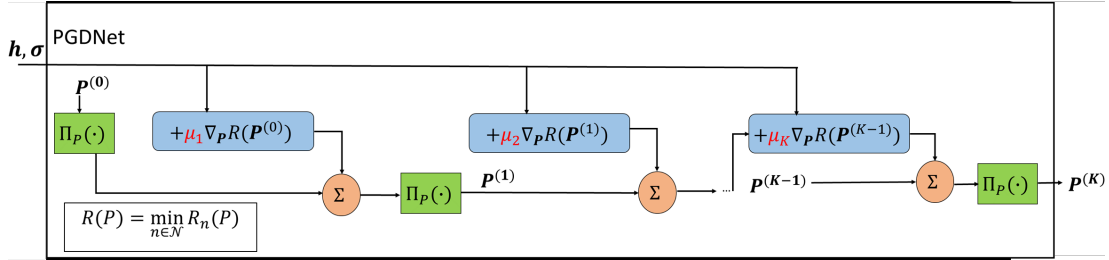 PGDNet
h, σ
P^(0)
Π_P(·)
+μ_1∇_P R(P^(0))
Σ
Π_P(·)
P^(1)
+μ_2∇_P R(P^(1))
Σ
...
P^(K−1)
+μ_K∇_P R(P^(K−1))
Σ
Π_P(·)
P^(K)
R(P) = min_{n∈𝒩} R_n(P)